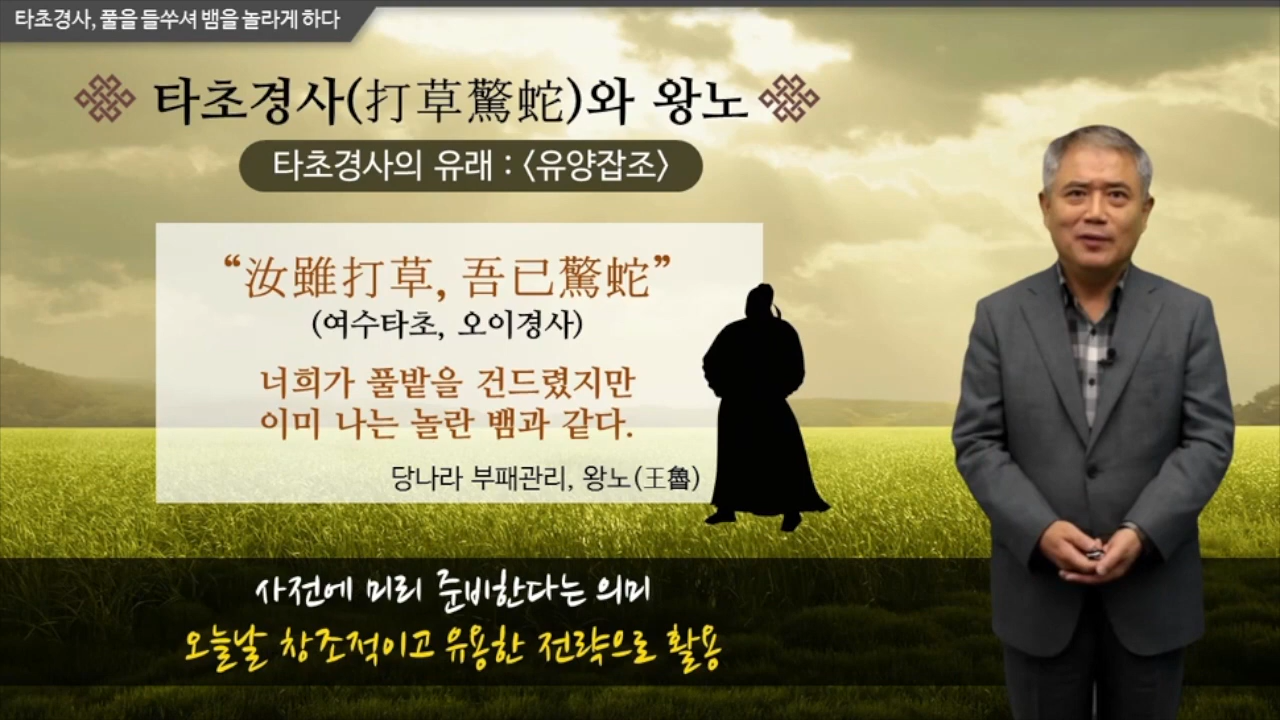 타초경사, 풀을 들쑤셔 뱀을 놀라게 하다
타초경사(打草驚蛇)와 왕노
타초경사의 유래 : <유양잡조>
“汝雖打草, 吾已驚蛇”
(여수타초, 오이경사)
너희가 풀밭을 건드렸지만
이미 나는 놀란 뱀과 같다.
당나라 부패관리, 왕노(王魯)
사전에 미리 준비한다는 의미
오늘날 창조적이고 유용한 전략으로 활용